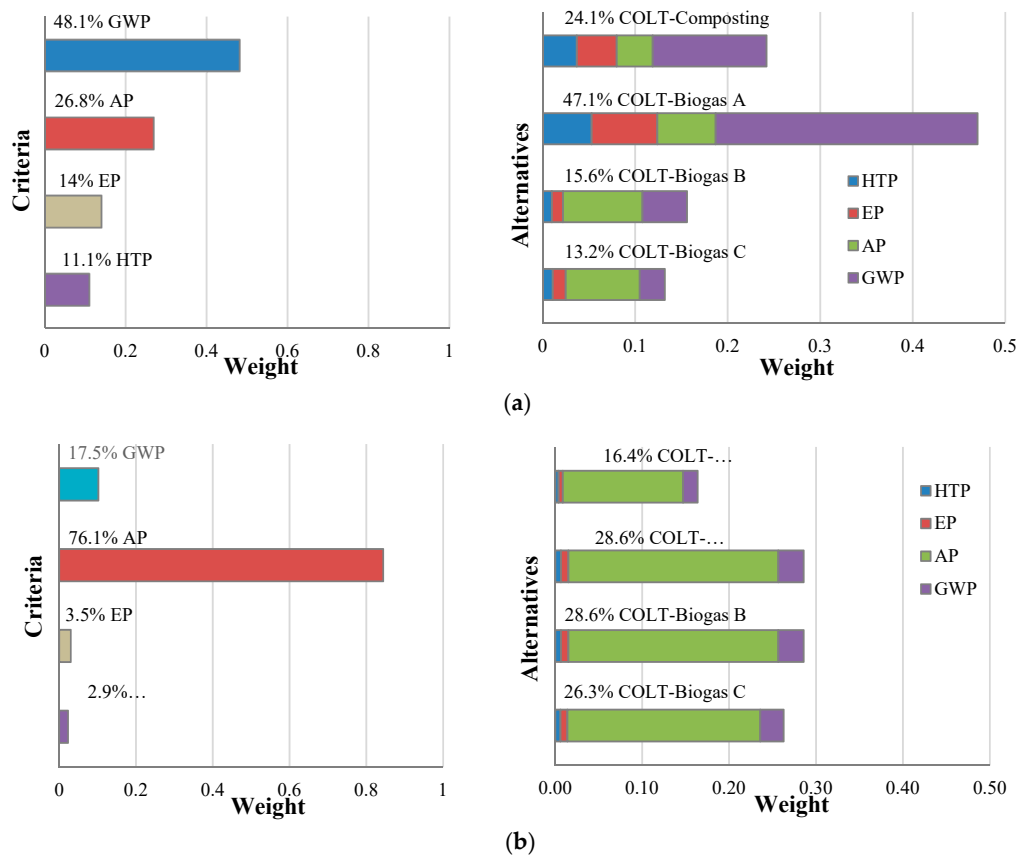 48.1% GWP
26.8% AP
14% EP
11.1% HTP
Criteria
0 0.2 0.4 0.6 0.8 1
Weight
24.1% COLT-Composting
47.1% COLT-Biogas A
15.6% COLT-Biogas B
13.2% COLT-Biogas C
Alternatives
HTP
EP
AP
GWP
0 0.1 0.2 0.3 0.4 0.5
Weight
(a)
17.5% GWP
76.1% AP
3.5% EP
2.9%…
Criteria
0 0.2 0.4 0.6 0.8 1
Weight
16.4% COLT-…
28.6% COLT-…
28.6% COLT-Biogas B
26.3% COLT-Biogas C
Alternatives
HTP
EP
AP
GWP
0.00 0.10 0.20 0.30 0.40 0.50
Weight
(b)